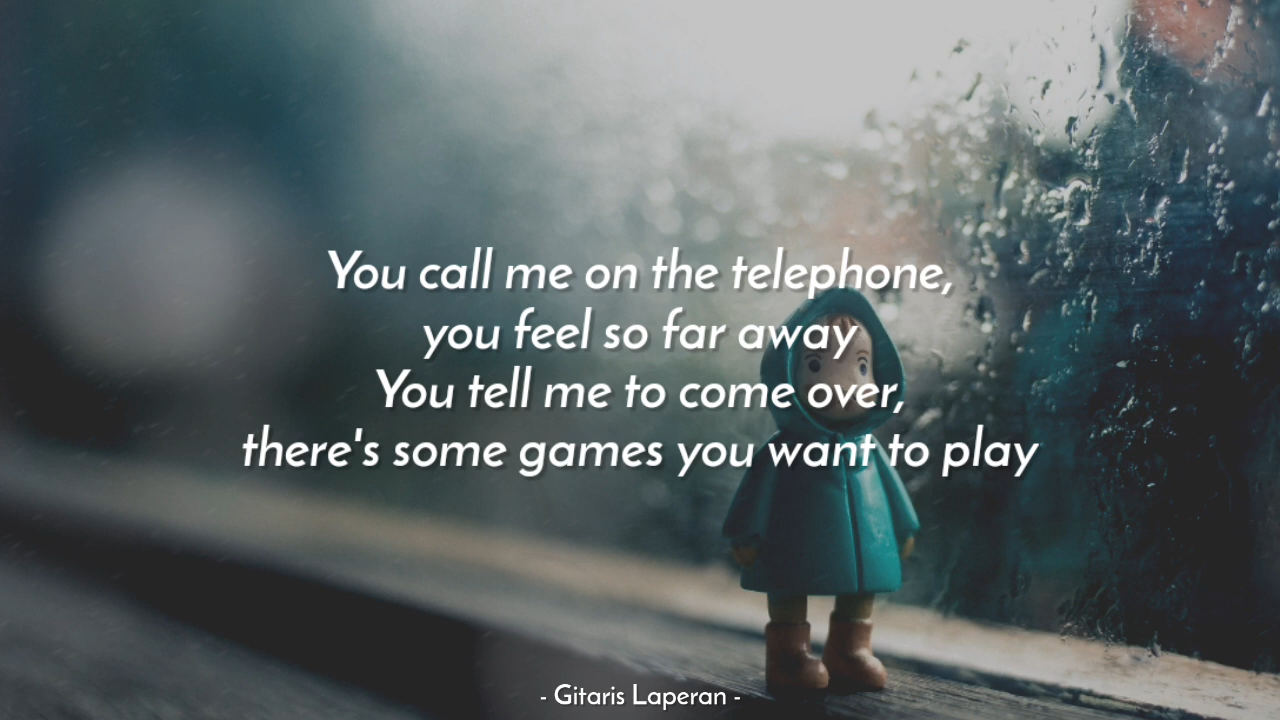 You call me on the telephone,
you feel so far away
You tell me to come over,
there's some games you want to play
- Gitaris Laperan -